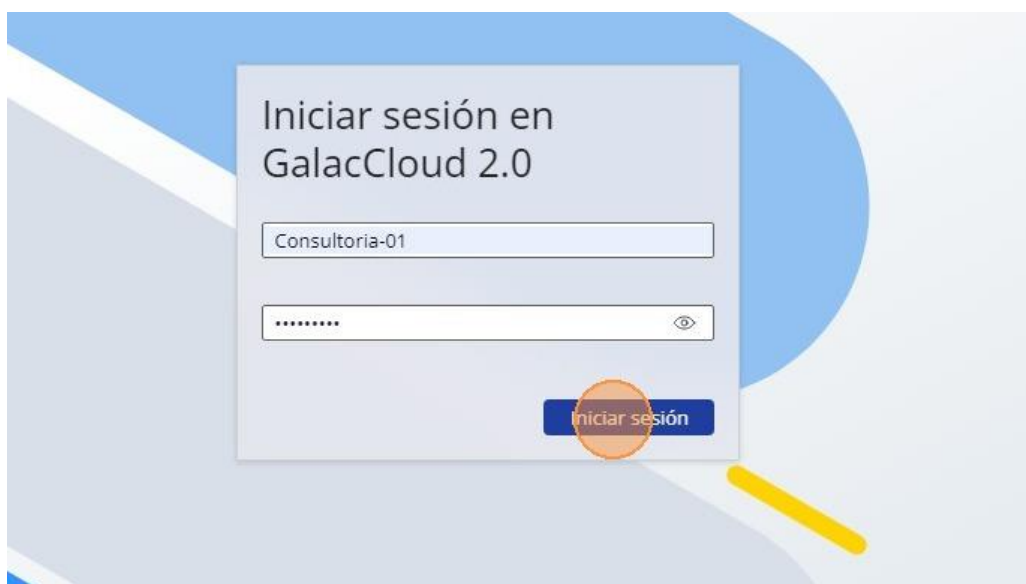 Iniciar sesión en
GalacCloud 2.0
Consultoria-01
•••••••••
Iniciar sesión